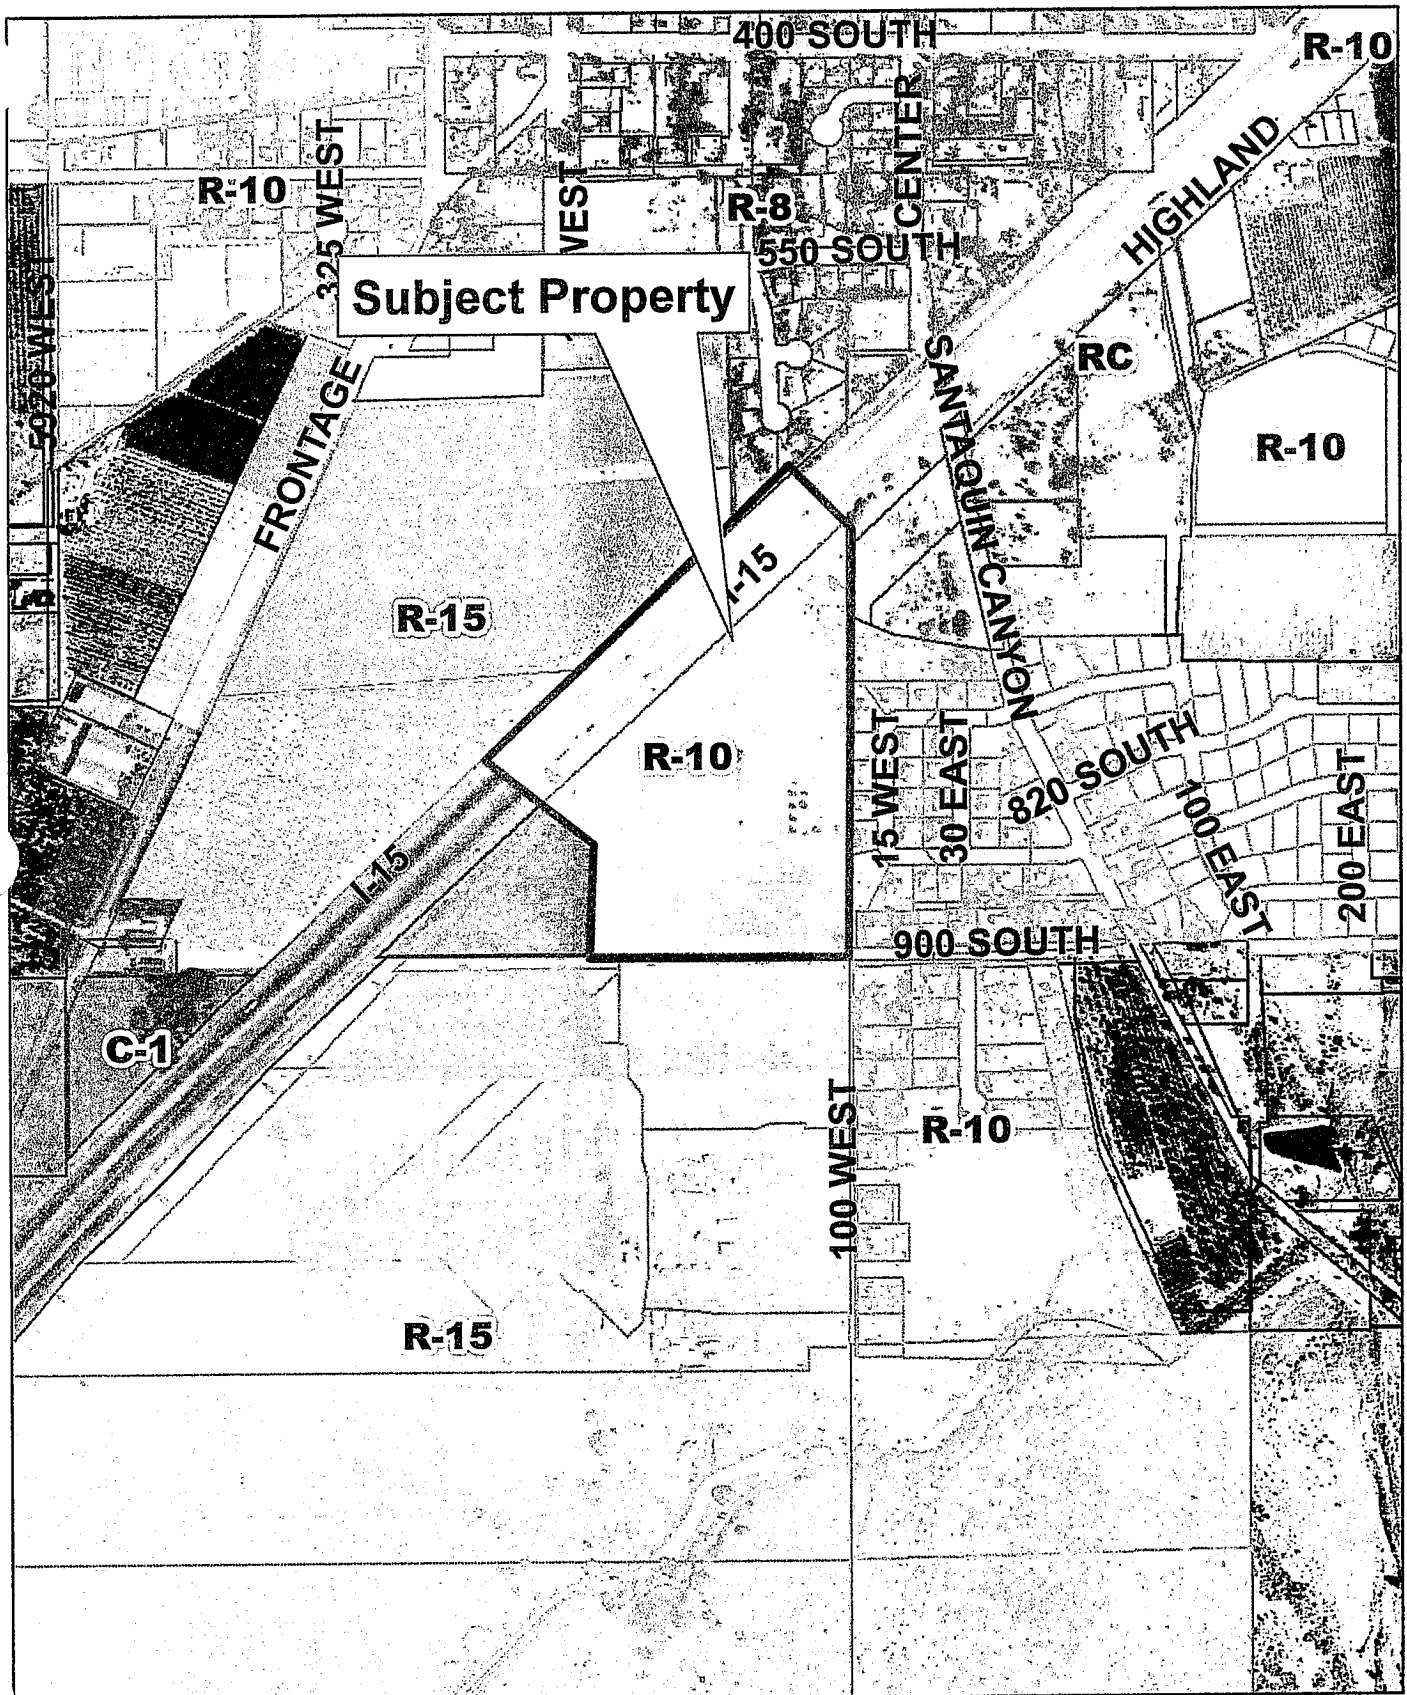 400 SOUTH
R-10
CENTER
HIGHLAND
325 WEST
R-10
WEST
R-8
550 SOUTH
5920 WEST
Subject Property
SANTAQUIN CANYON
RC
R-10
FRONTAGE
I-15
R-15
R-10
15 WEST
30 EAST
820 SOUTH
100 EAST
200 EAST
I-15
900 SOUTH
C-1
100 WEST
R-10
R-15